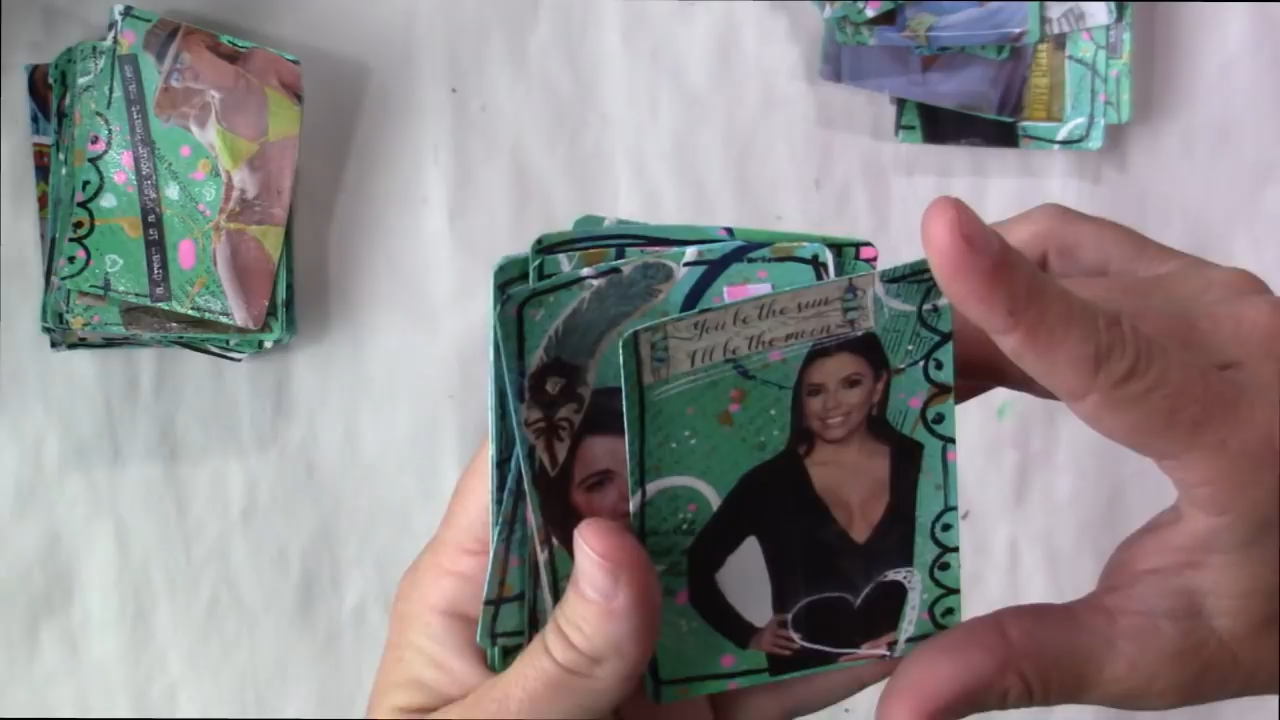 a dream is a wish your heart makes
You be the sun
I'll be the moon